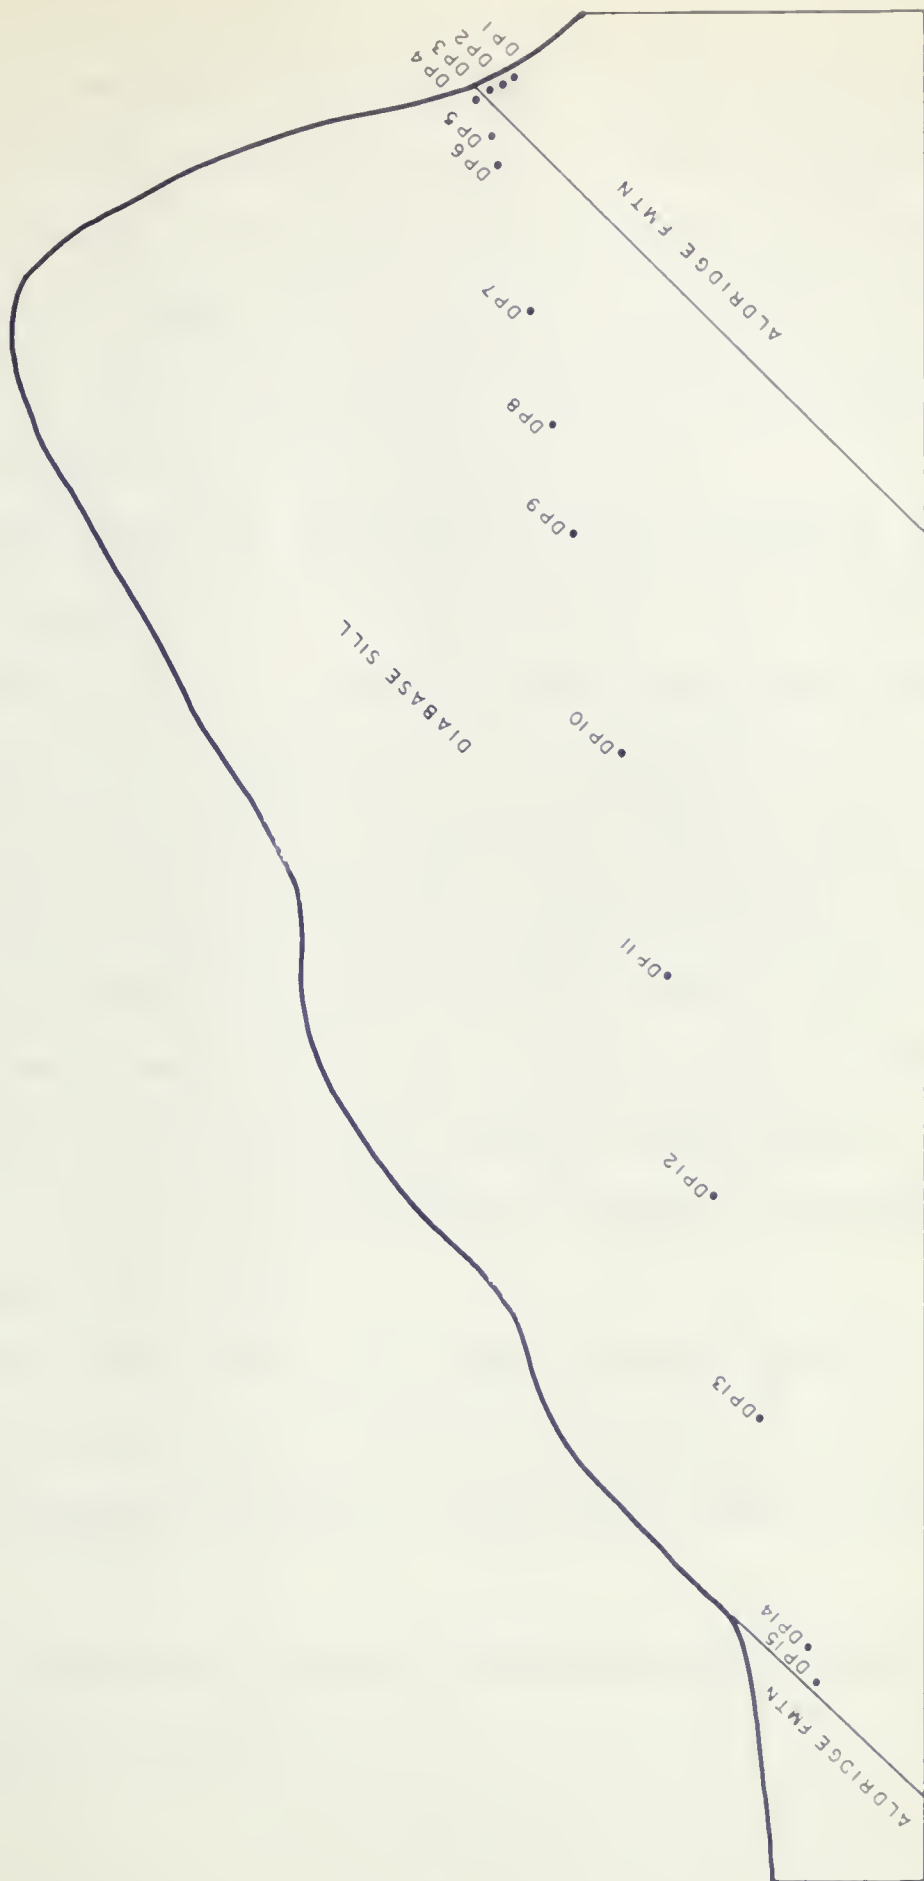 DP1
DP2
DP3
DP4
DP5
DP6
ALDRIDGE FMTN
DP7
DP8
DP9
DIABASE SILL
DP10
DP11
DP12
DP13
DP14
DP15
ALDRIDGE FMTN